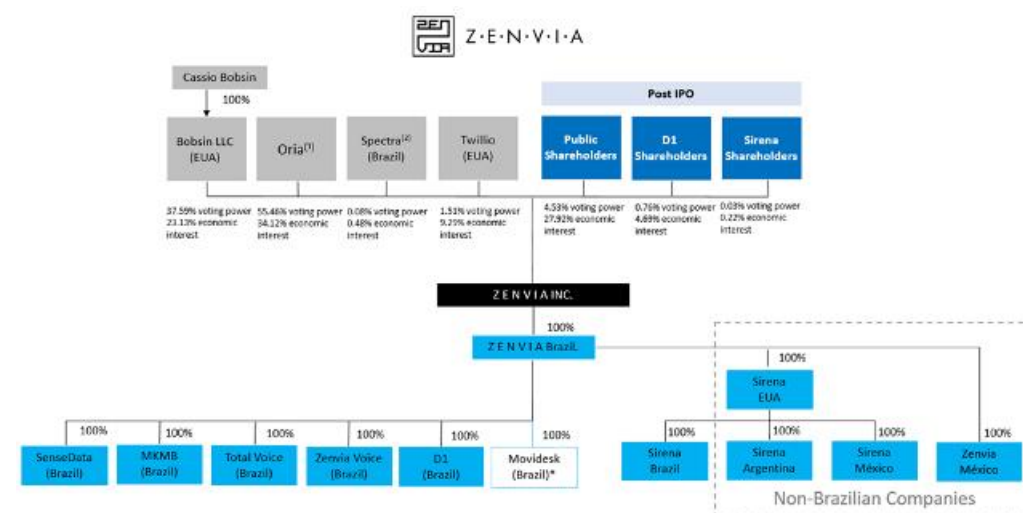 ZEN
VIA
Z·E·N·V·I·A
Cassio Bobsin
100%
Post IPO
Bobsin LLC
(EUA)
Oria(1)
Spectra(2)
(Brazil)
Twillio
(EUA)
Public
Shareholders
D1
Shareholders
Sirena
Shareholders
37.59% voting power
23.13% economic
interest
55.46% voting power
34.12% economic
interest
0.08% voting power
0.48% economic
interest
1.51% voting power
economic
interest
4.53% voting power
27.92% economic
interest
0.76% voting power
4.69% economic
interest
0.03% voting power
0.22% economic
interest
Z E N V I A INC.
100%
Z E N V I A Brazil.
100%
Sirena
EUA
100%
SenseData
(Brazil)
100%
MKMB
(Brazil)
100%
Total Voice
(Brazil)
100%
Zenvia Voice
(Brazil)
100%
D1
(Brazil)
100%
Movidesk
(Brazil)*
100%
Sirena
Brazil
100%
Sirena
Argentina
100%
Sirena
México
100%
Zenvia
México
Non-Brazilian Companies